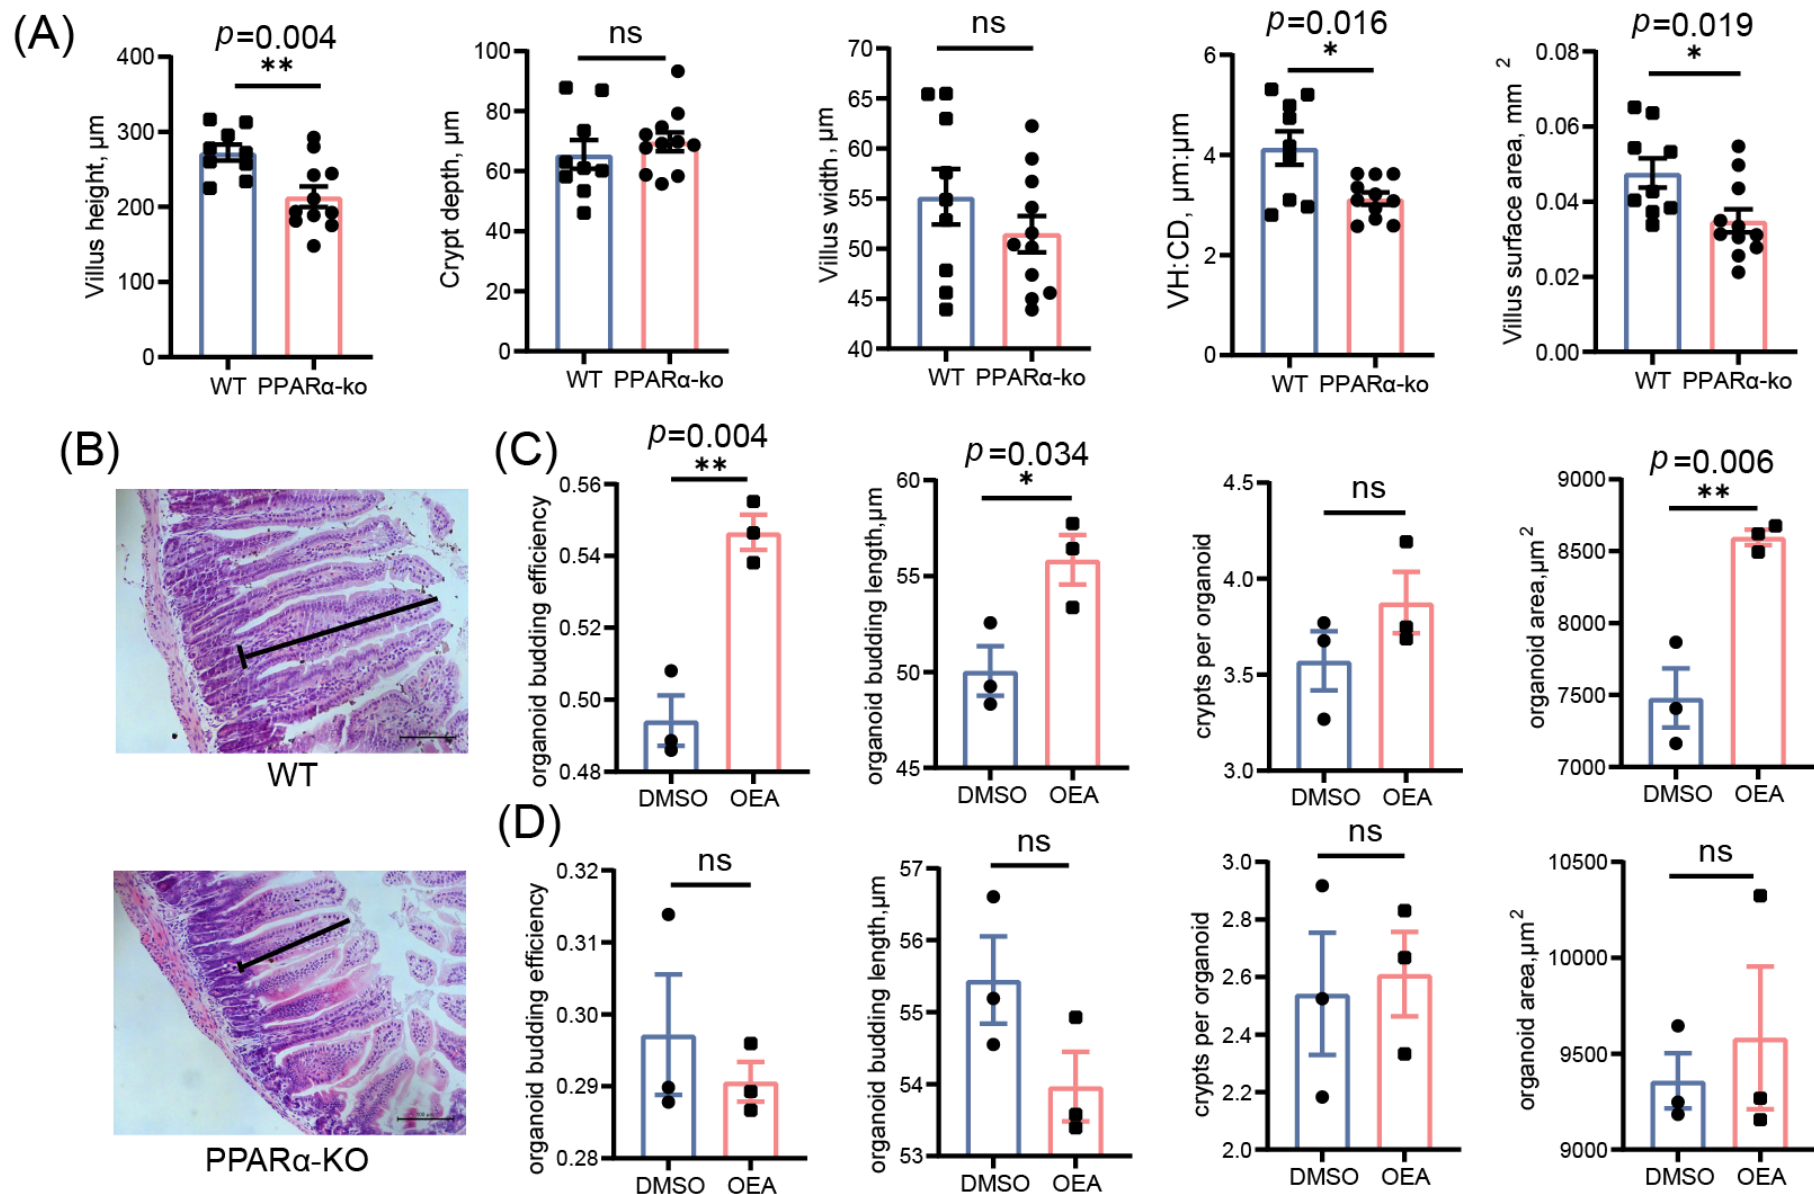 (A)
p=0.004
**
400
300
200
100
0
Villus height, µm
WT PPARα-ko
ns
100
80
60
40
20
0
Crypt depth, µm
WT PPARα-ko
ns
70
65
60
55
50
45
40
Villus width, µm
WT PPARα-ko
p=0.016
*
6
4
2
0
VH:CD, µm:µm
WT PPARα-ko
p=0.019
*
0.08
0.06
0.04
0.02
0.00
Villus surface area, mm 2
WT PPARα-ko
(B)
WT
PPARα-KO
(C)
p=0.004
**
0.56
0.54
0.52
0.50
0.48
organoid budding efficiency
DMSO OEA
p=0.034
*
60
55
50
45
organoid budding length,µm
DMSO OEA
ns
4.5
4.0
3.5
3.0
crypts per organoid
DMSO OEA
p=0.006
**
9000
8500
8000
7500
7000
organoid area,µm2
DMSO OEA
(D)
ns
0.32
0.31
0.30
0.29
0.28
organoid budding efficiency
DMSO OEA
ns
57
56
55
54
53
organoid budding length,µm
DMSO OEA
ns
3.0
2.8
2.6
2.4
2.2
2.0
crypts per organoid
DMSO OEA
ns
10500
10000
9500
9000
organoid area,µm2
DMSO OEA